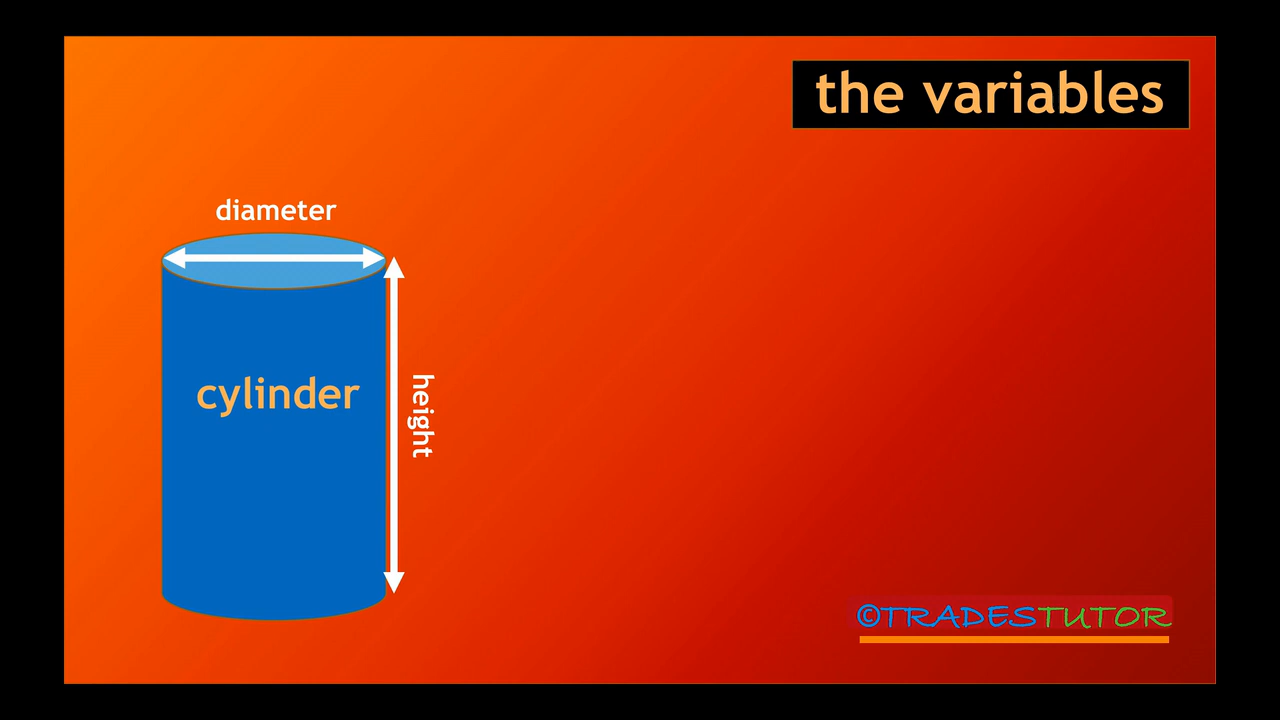 the variables
diameter
cylinder
height
©TRADESTUTOR